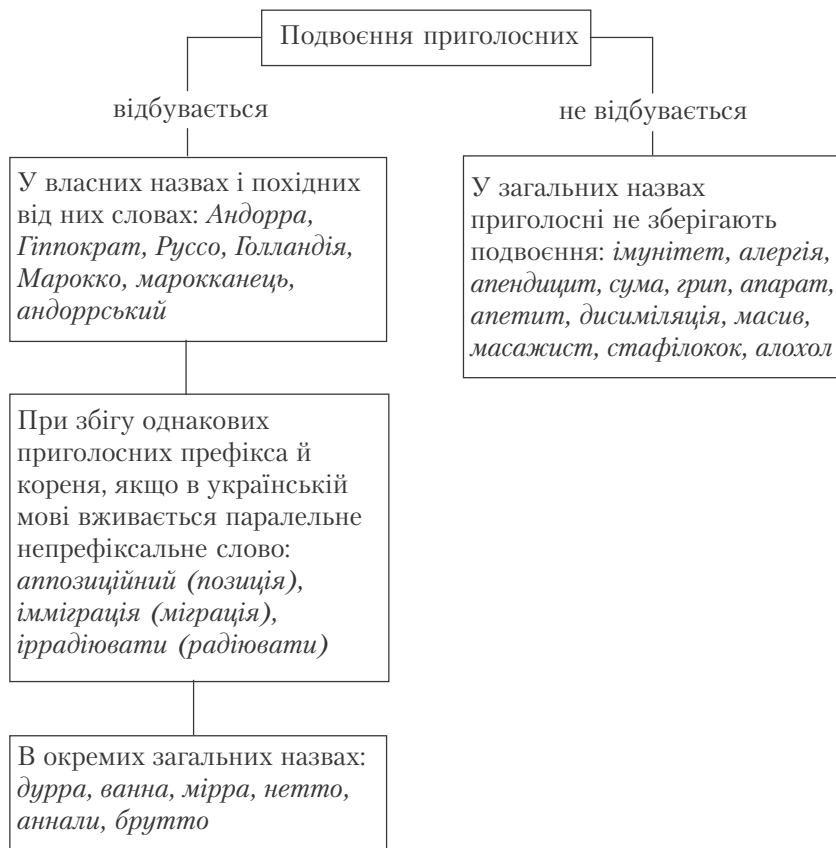 Подвоєння приголосних
відбувається
не відбувається
У власних назвах і похідних
від них словах: Андорра,
Гіппократ, Руссо, Голландія,
Марокко, марокканець,
андоррський
У загальних назвах
приголосні не зберігають
подвоєння: імунітет, алергія,
апендицит, сума, грип, апарат,
апетит, дисиміляція, масив,
масажист, стафілокок, алохол
При збігу однакових
приголосних префікса й
кореня, якщо в українській
мові вживається паралельне
непрефіксальне слово:
аппозиційний (позиція),
імміграція (міграція),
іррадіювати (радіювати)
В окремих загальних назвах:
дурра, ванна, мірра, нетто,
аннали, брутто